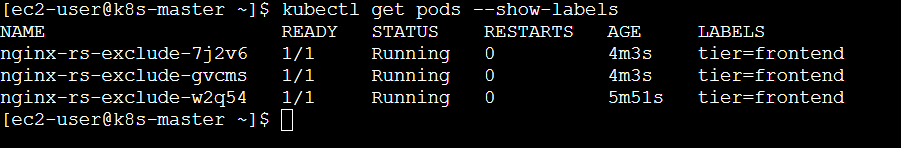 [ec2-user@k8s-master ~]$ kubectl get pods --show-labels
NAME READY STATUS RESTARTS AGE LABELS
nginx-rs-exclude-7j2v6 1/1 Running 0 4m3s tier=frontend
nginx-rs-exclude-gvcms 1/1 Running 0 4m3s tier=frontend
nginx-rs-exclude-w2q54 1/1 Running 0 5m51s tier=frontend
[ec2-user@k8s-master ~]$